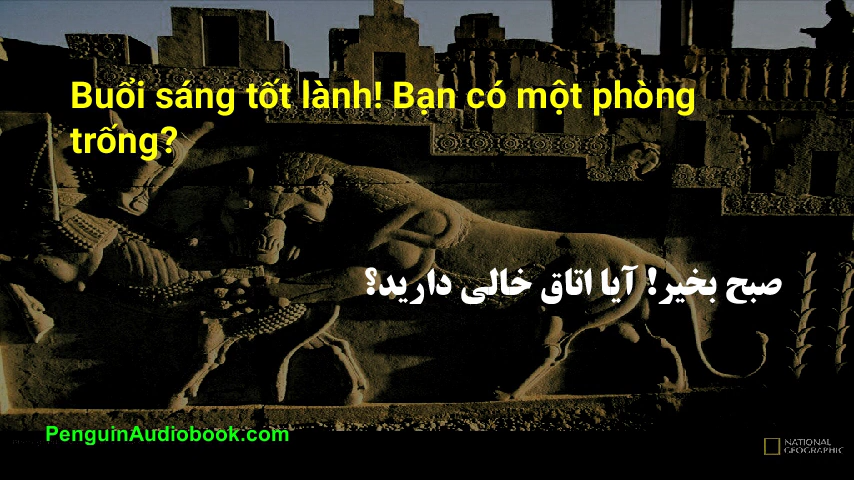 Buổi sáng tốt lành! Bạn có một phòng
trống?
صبح بخیر! آیا اتاق خالی دارید؟
PenguinAudiobook.com
NATIONAL
GEOGRAPHIC